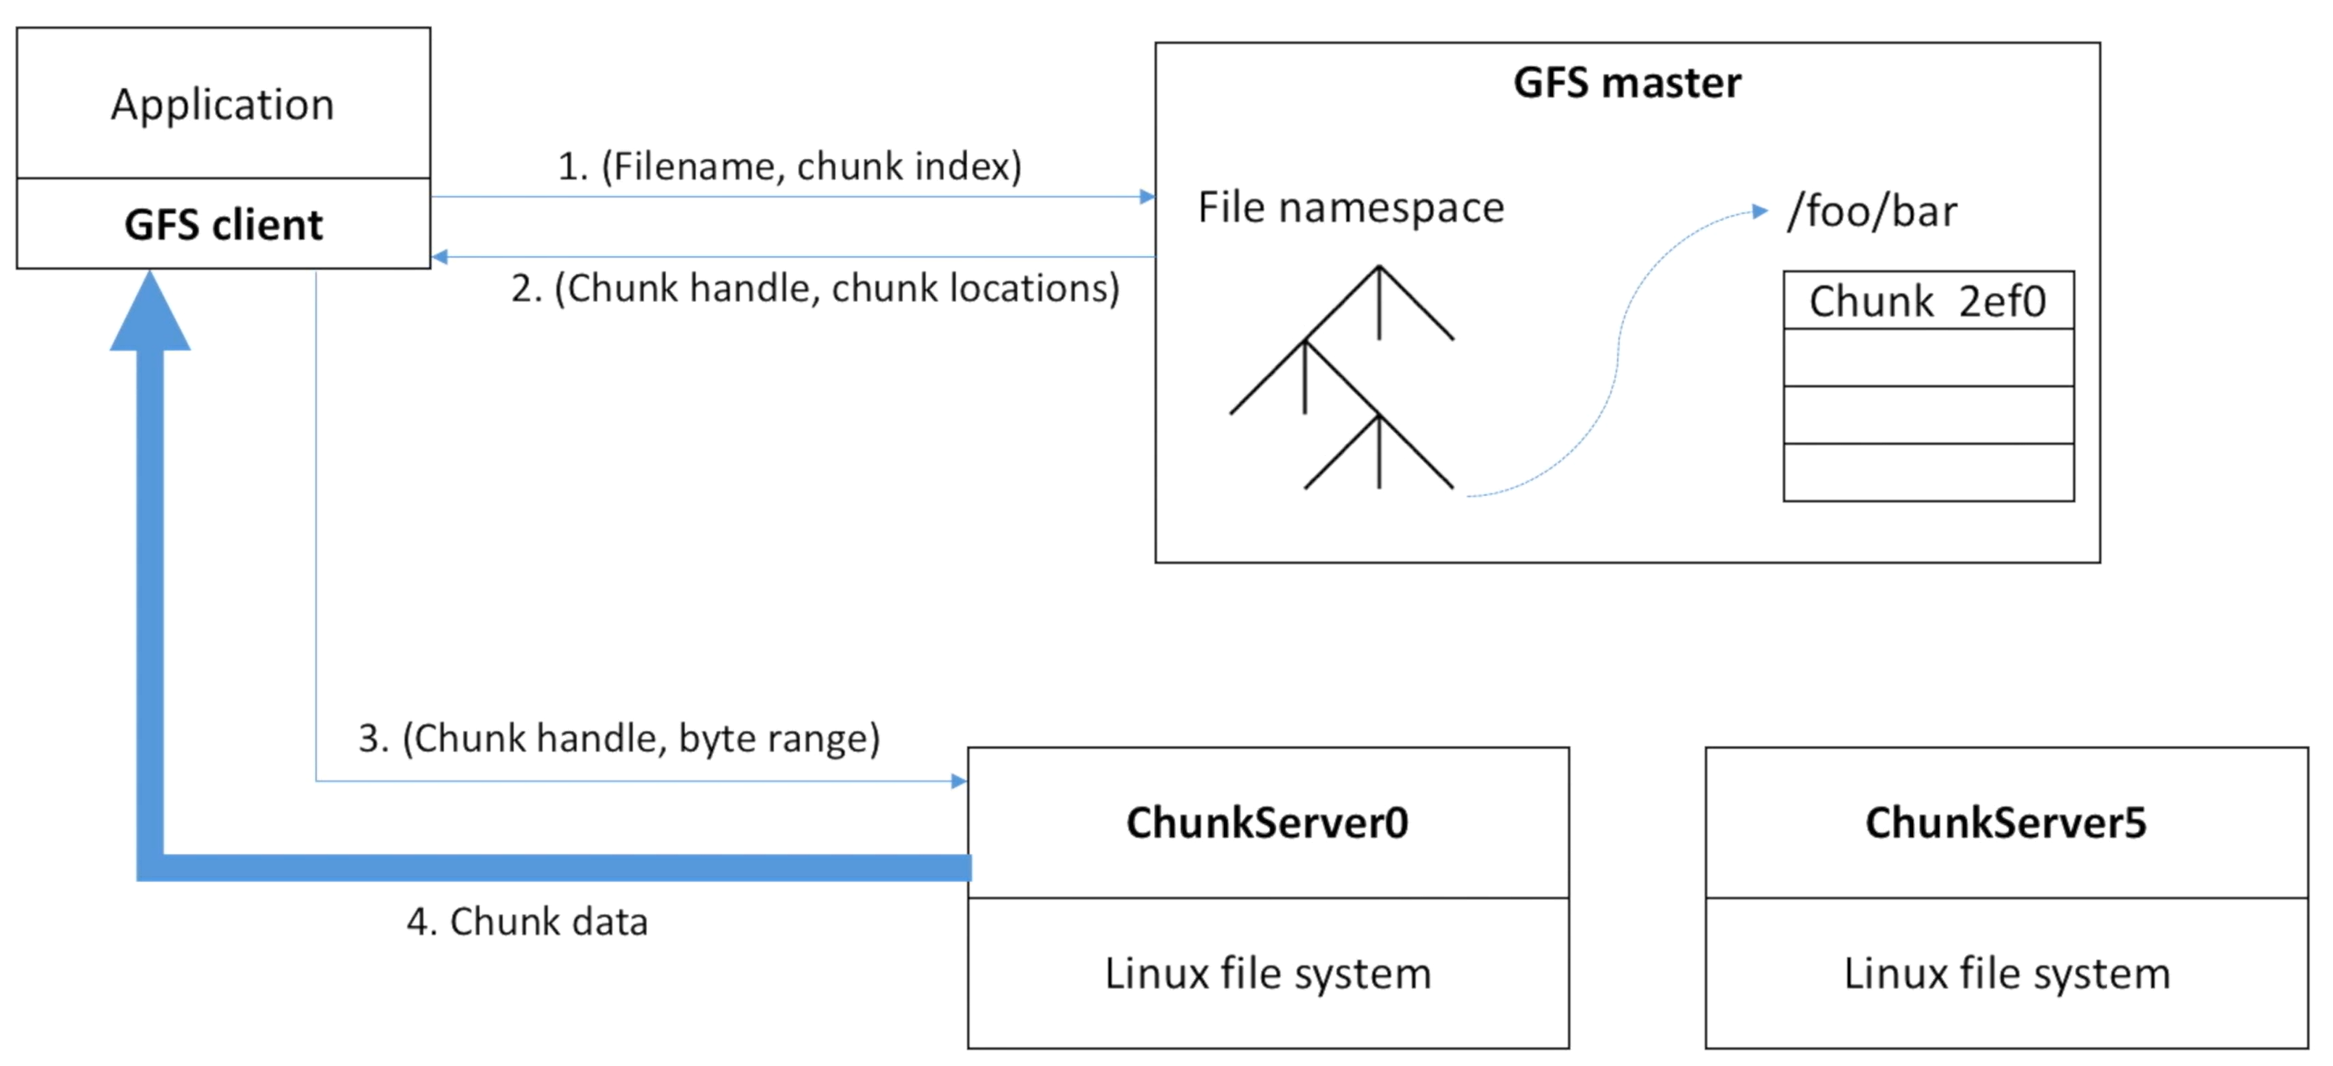 Application
GFS client
1. (Filename, chunk index)
2. (Chunk handle, chunk locations)
GFS master
File namespace
/foo/bar
Chunk 2ef0
3. (Chunk handle, byte range)
4. Chunk data
ChunkServer0
Linux file system
ChunkServer5
Linux file system